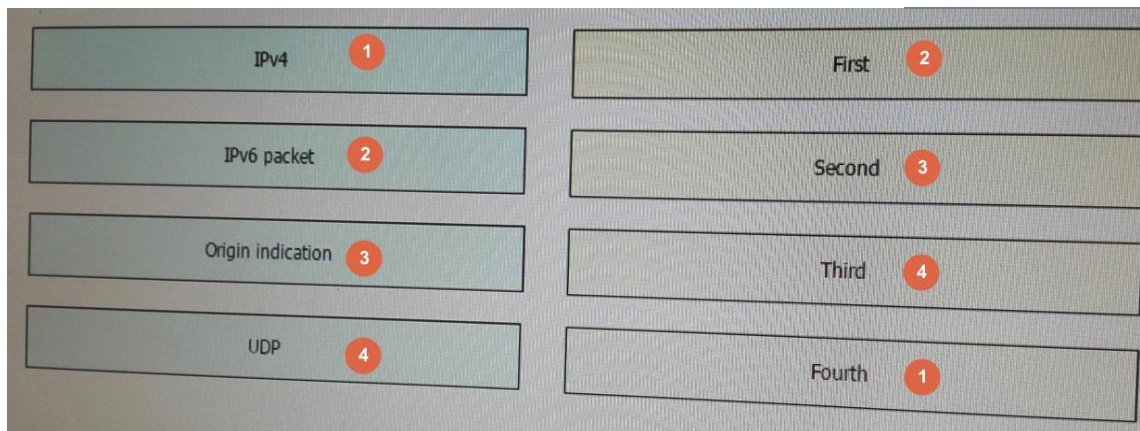 IPv4 1
First 2
IPv6 packet 2
Second 3
Origin indication 3
Third 4
UDP 4
Fourth 1